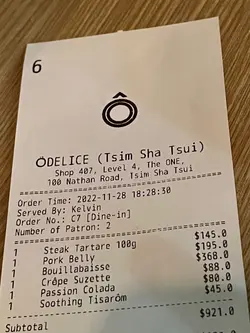 6
Ô
ÔDELICE (Tsim Sha Tsui)
Shop 407, Level 4, The ONE,
100 Nathan Road, Tsim Sha Tsui
Order Time: 2022-11-28 18:28:30
Served By: Kelvin
Order No.: C7 [Dine-in]
Number of Patron: 2
1 Steak Tartare 100g $145.0
1 Pork Belly $195.0
1 Bouillabaisse $368.0
1 Crêpe Suzette $88.0
1 Passion Colada $80.0
1 Soothing Tisaröm $45.0
Subtotal $921.0